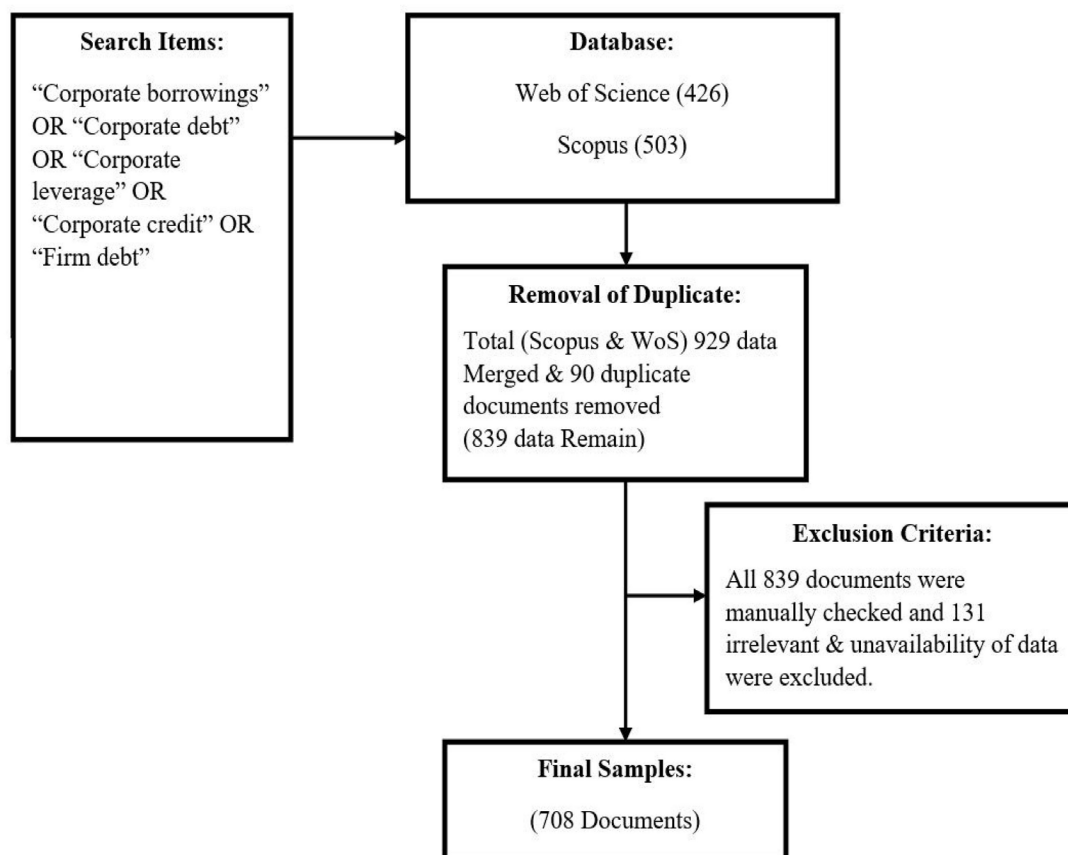 Search Items:
“Corporate borrowings”
OR “Corporate debt”
OR “Corporate
leverage” OR
“Corporate credit” OR
“Firm debt”
Database:
Web of Science (426)
Scopus (503)
Removal of Duplicate:
Total (Scopus & WoS) 929 data
Merged & 90 duplicate
documents removed
(839 data Remain)
Exclusion Criteria:
All 839 documents were
manually checked and 131
irrelevant & unavailability of data
were excluded.
Final Samples:
(708 Documents)